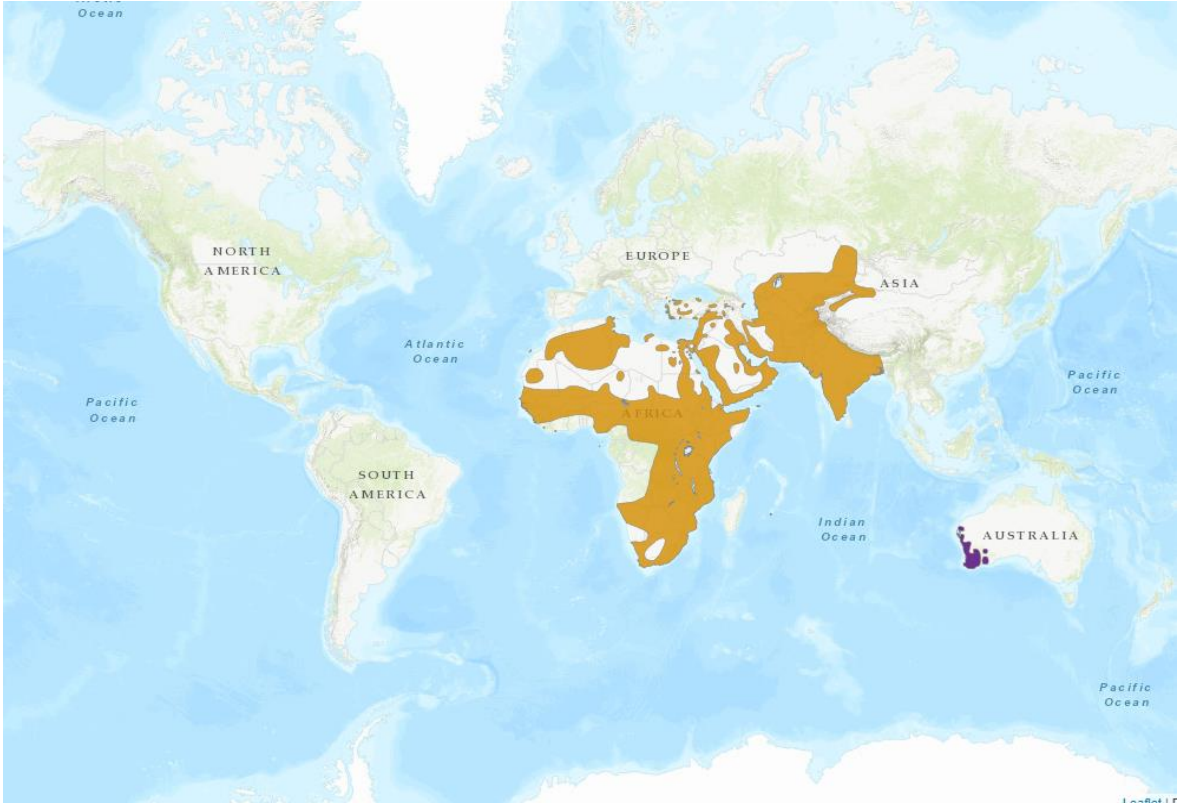 Ocean
NORTH
AMERICA
EUROPE
ASIA
Atlantic
Ocean
Pacific
Ocean
Pacific
Ocean
AFRICA
SOUTH
AMERICA
Indian
Ocean
AUSTRALIA
Pacific
Ocean
Leaflet |